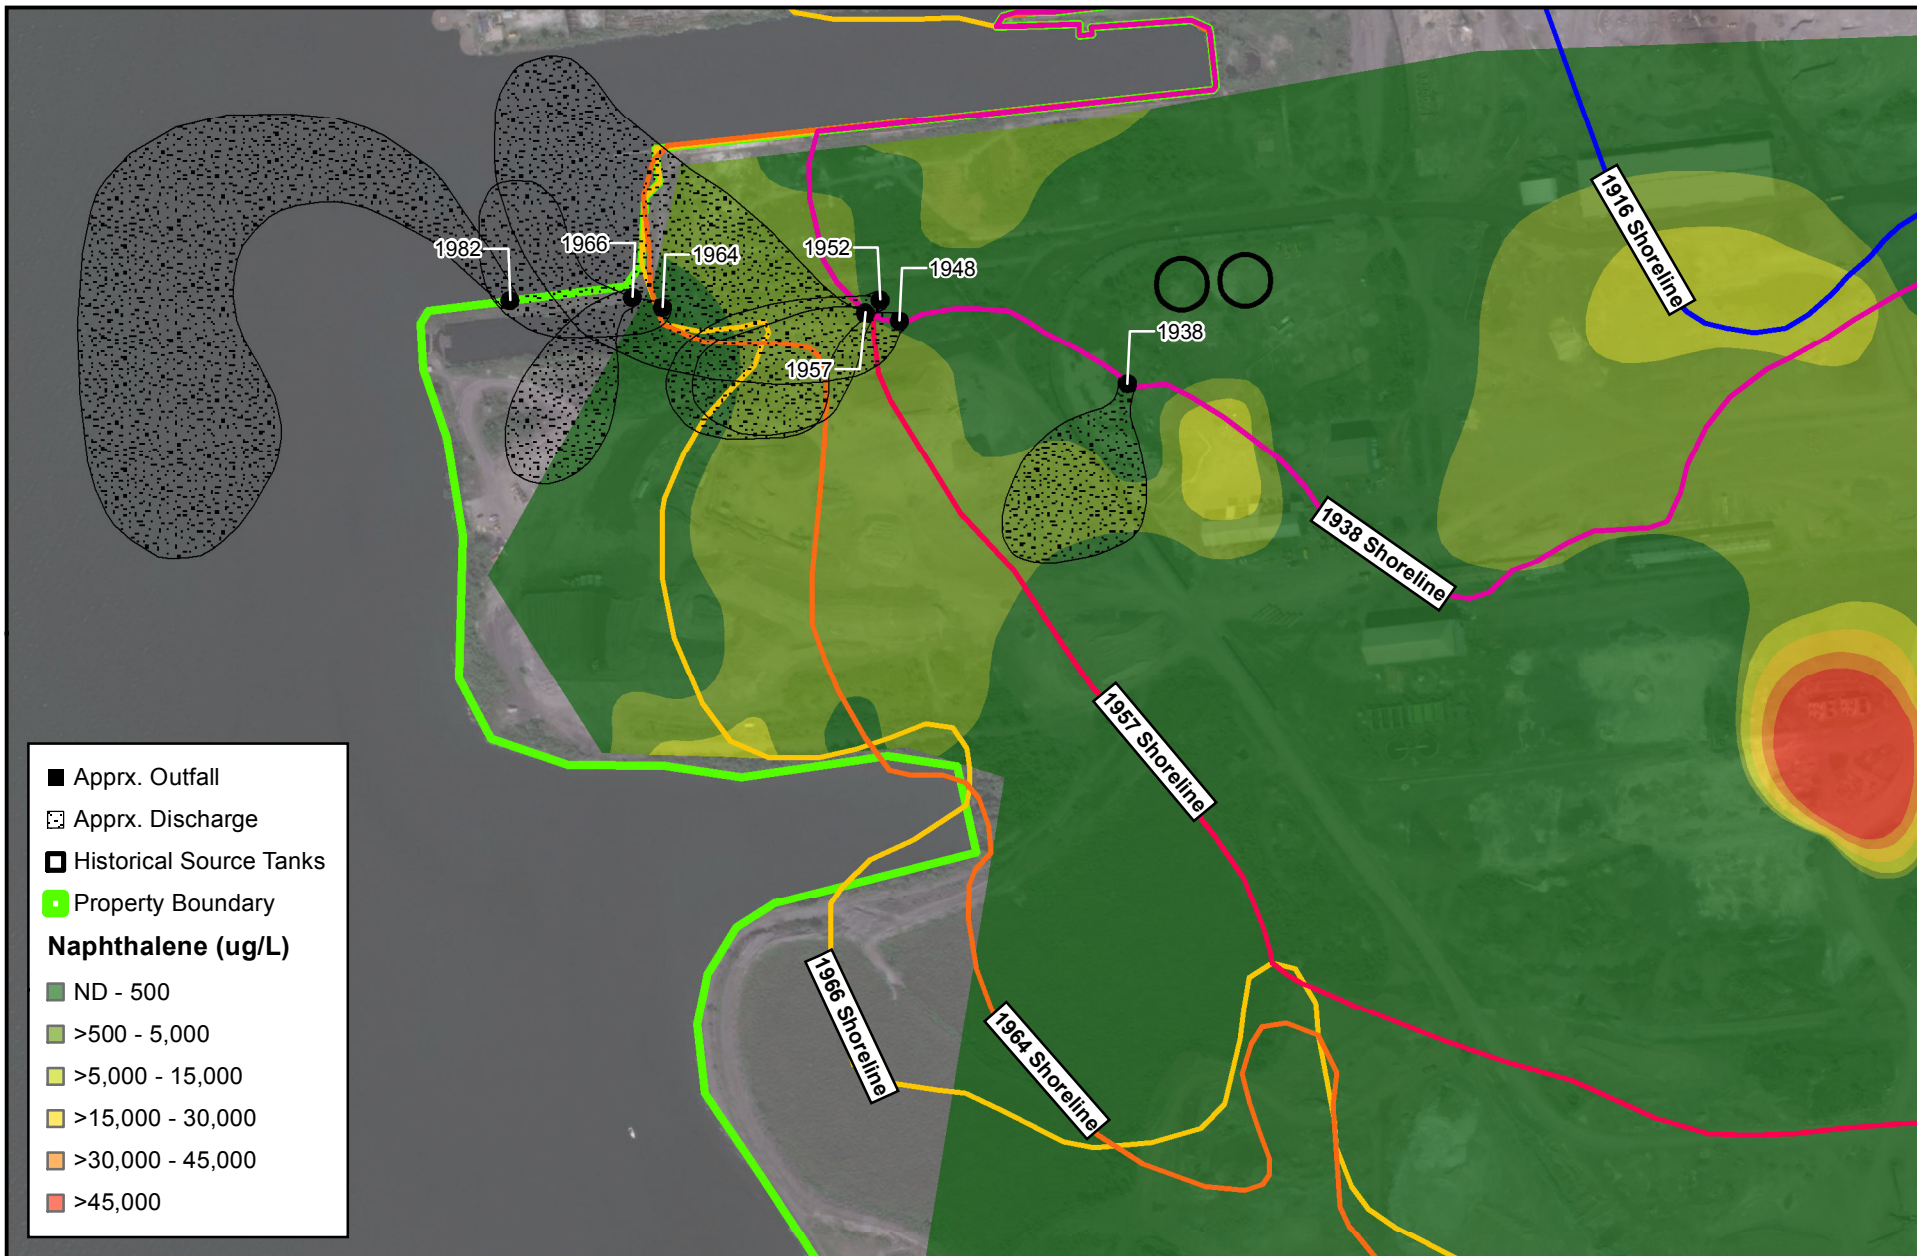 1916 Shoreline
1982
1966
1964
1952
1948
1938
1957
1938 Shoreline
1957 Shoreline
1966 Shoreline
1964 Shoreline
Apprx. Outfall
Apprx. Discharge
Historical Source Tanks
Property Boundary
Naphthalene (ug/L)
ND - 500
>500 - 5,000
>5,000 - 15,000
>15,000 - 30,000
>30,000 - 45,000
>45,000